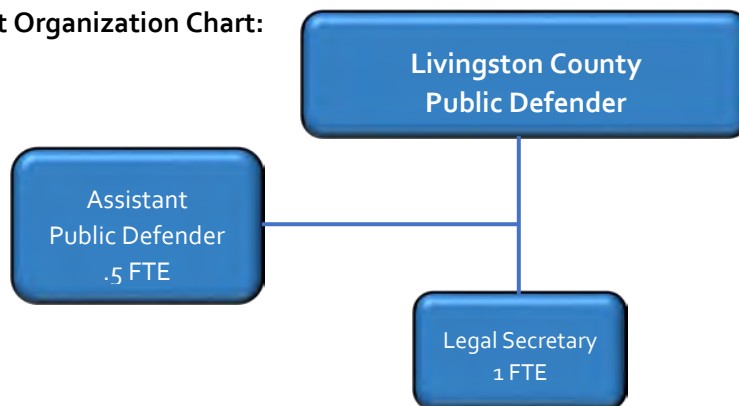 t Organization Chart:
Livingston County
Public Defender
Assistant
Public Defender
.5 FTE
Legal Secretary
1 FTE